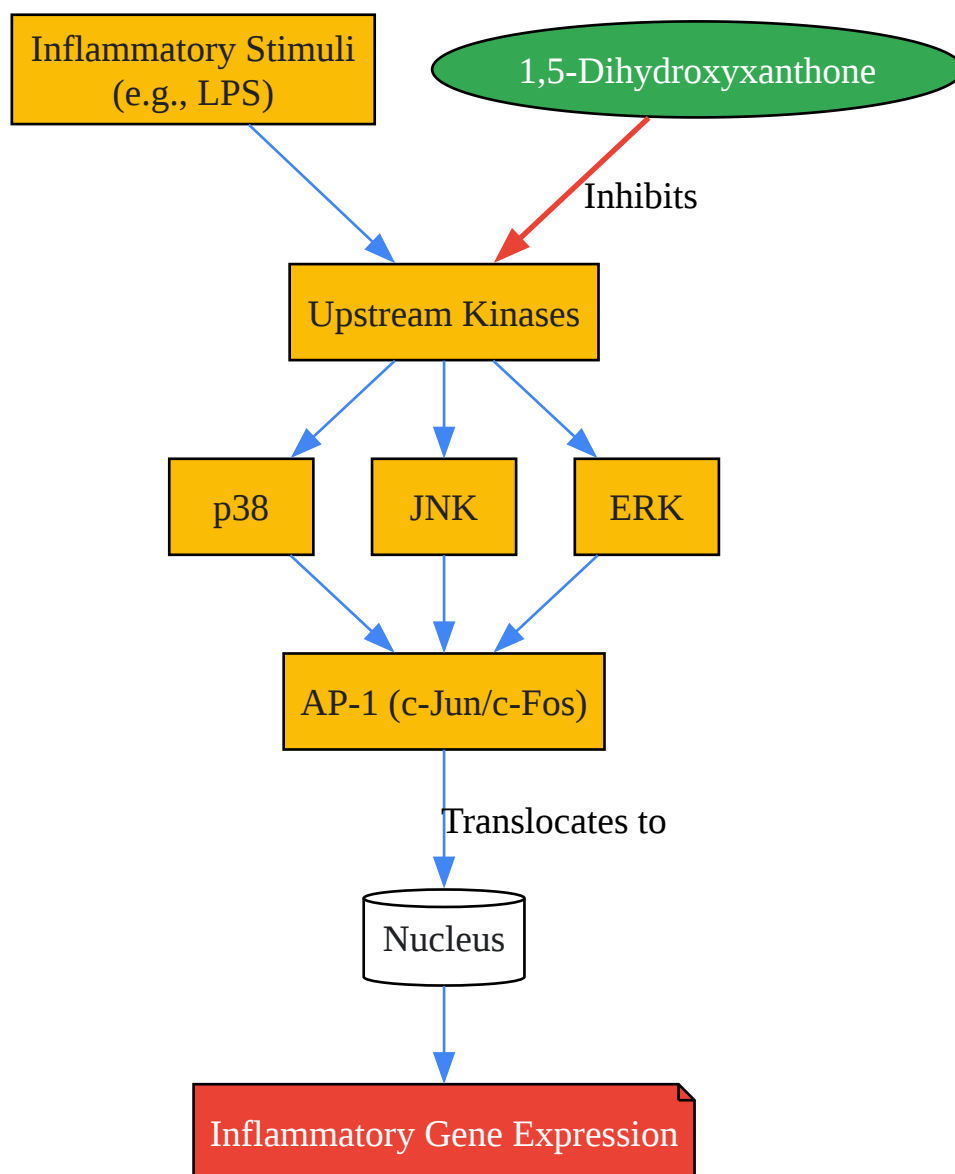 Inflammatory Stimuli
(e.g., LPS)
1,5-Dihydroxyxanthone
Inhibits
Upstream Kinases
p38
JNK
ERK
AP-1 (c-Jun/c-Fos)
Translocates to
Nucleus
Inflammatory Gene Expression